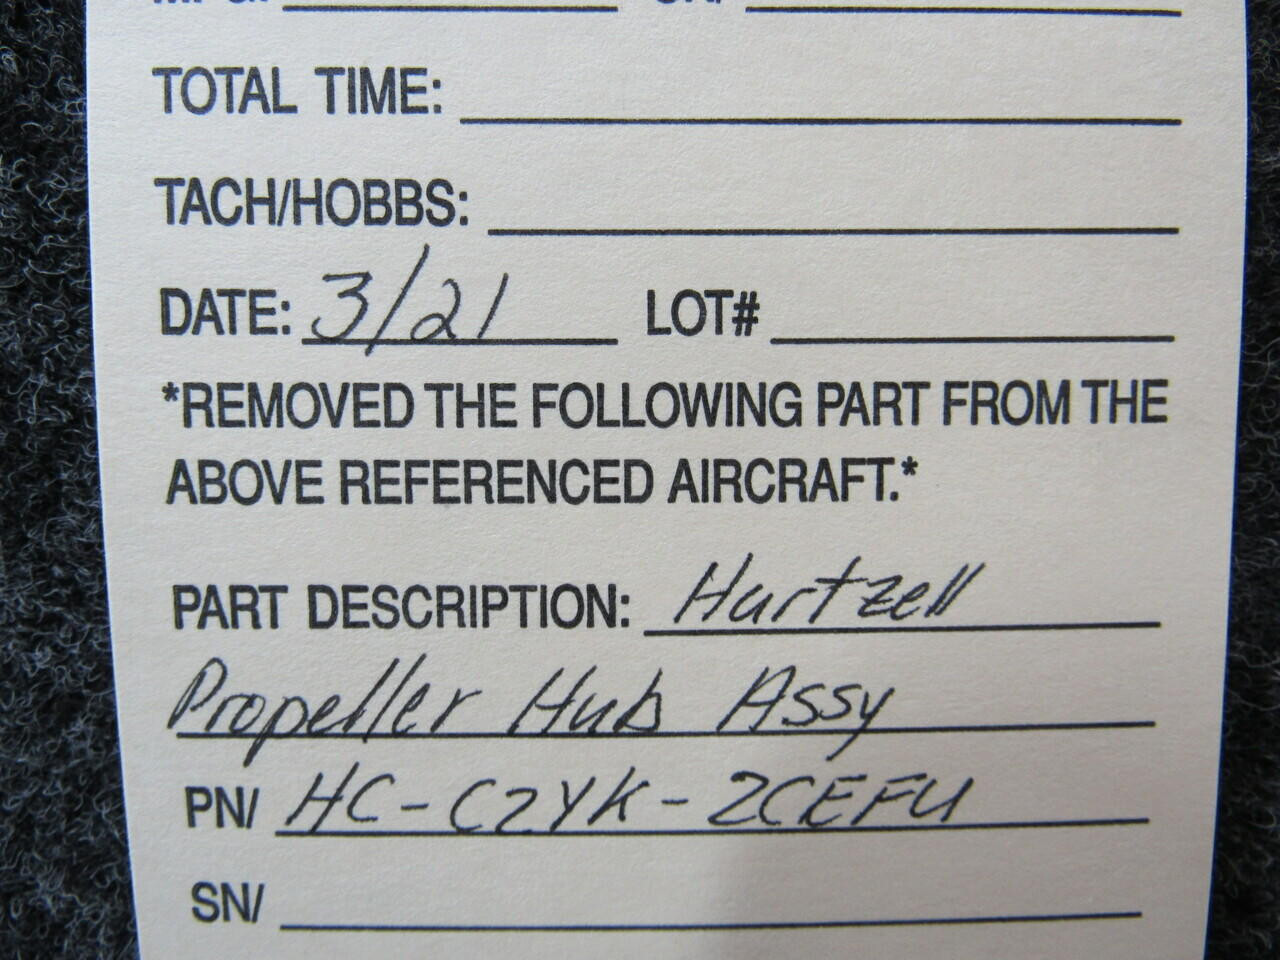 TOTAL TIME:
TACH/HOBBS:
DATE: 3/21 LOT#
*REMOVED THE FOLLOWING PART FROM THE
ABOVE REFERENCED AIRCRAFT.*
PART DESCRIPTION: Hartzell
Propeller Hub Assy
PN/ HC-C2YK-2CEFU
SN/